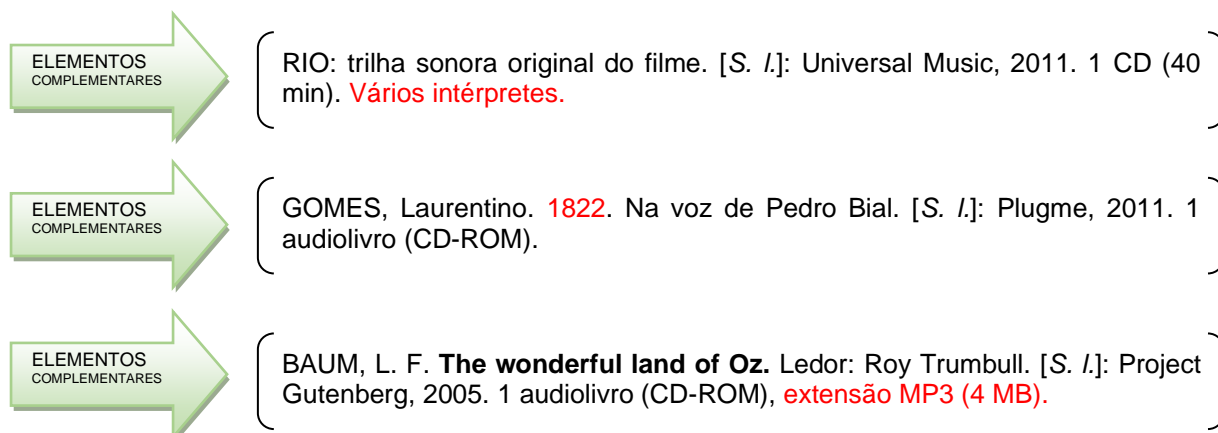 ELEMENTOS
COMPLEMENTARES
RIO: trilha sonora original do filme. [S. l.]: Universal Music, 2011. 1 CD (40
min). Vários intérpretes.
ELEMENTOS
COMPLEMENTARES
GOMES, Laurentino. 1822. Na voz de Pedro Bial. [S. l.]: Plugme, 2011. 1
audiolivro (CD-ROM).
ELEMENTOS
COMPLEMENTARES
BAUM, L. F. The wonderful land of Oz. Ledor: Roy Trumbull. [S. l.]: Project
Gutenberg, 2005. 1 audiolivro (CD-ROM), extensão MP3 (4 MB).